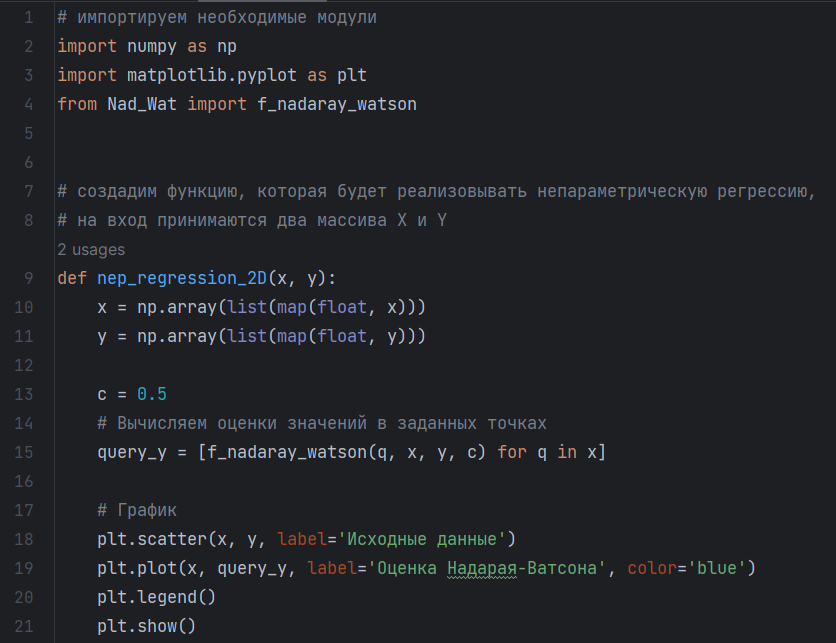 1 # импортируем необходимые модули
2 import numpy as np
3 import matplotlib.pyplot as plt
4 from Nad_Wat import f_nadaray_watson
5
6
7 # создадим функцию, которая будет реализовывать непараметрическую регрессию,
8 # на вход принимаются два массива X и Y
2 usages
9 def nep_regression_2D(x, y):
10     x = np.array(list(map(float, x)))
11     y = np.array(list(map(float, y)))
12
13     c = 0.5
14     # Вычисляем оценки значений в заданных точках
15     query_y = [f_nadaray_watson(q, x, y, c) for q in x]
16
17     # График
18     plt.scatter(x, y, label='Исходные данные')
19     plt.plot(x, query_y, label='Оценка Надарая-Ватсона', color='blue')
20     plt.legend()
21     plt.show()